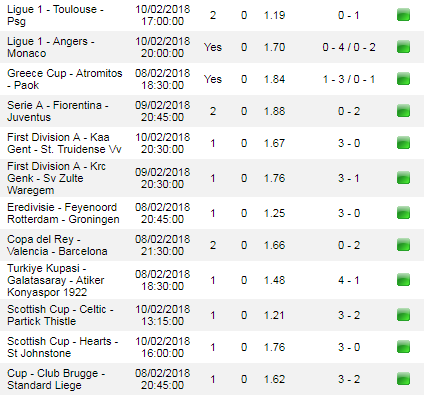 Ligue 1 - Toulouse - Psg 10/02/2018 17:00:00 2 0 1.19 0 - 1
Ligue 1 - Angers - Monaco 10/02/2018 20:00:00 Yes 0 1.70 0 - 4 / 0 - 2
Greece Cup - Atromitos - Paok 08/02/2018 18:30:00 Yes 0 1.84 1 - 3 / 0 - 1
Serie A - Fiorentina - Juventus 09/02/2018 20:45:00 2 0 1.88 0 - 2
First Division A - Kaa Gent - St. Truidense Vv 10/02/2018 20:30:00 1 0 1.67 3 - 0
First Division A - Krc Genk - Sv Zulte Waregem 09/02/2018 20:30:00 1 0 1.76 3 - 1
Eredivisie - Feyenoord Rotterdam - Groningen 08/02/2018 20:45:00 1 0 1.25 3 - 0
Copa del Rey - Valencia - Barcelona 08/02/2018 21:30:00 2 0 1.66 0 - 2
Turkiye Kupasi - Galatasaray - Atiker Konyaspor 1922 08/02/2018 18:30:00 1 0 1.48 4 - 1
Scottish Cup - Celtic - Partick Thistle 10/02/2018 13:15:00 1 0 1.21 3 - 2
Scottish Cup - Hearts - St Johnstone 10/02/2018 16:00:00 1 0 1.76 3 - 0
Cup - Club Brugge - Standard Liege 08/02/2018 20:45:00 1 0 1.62 3 - 2